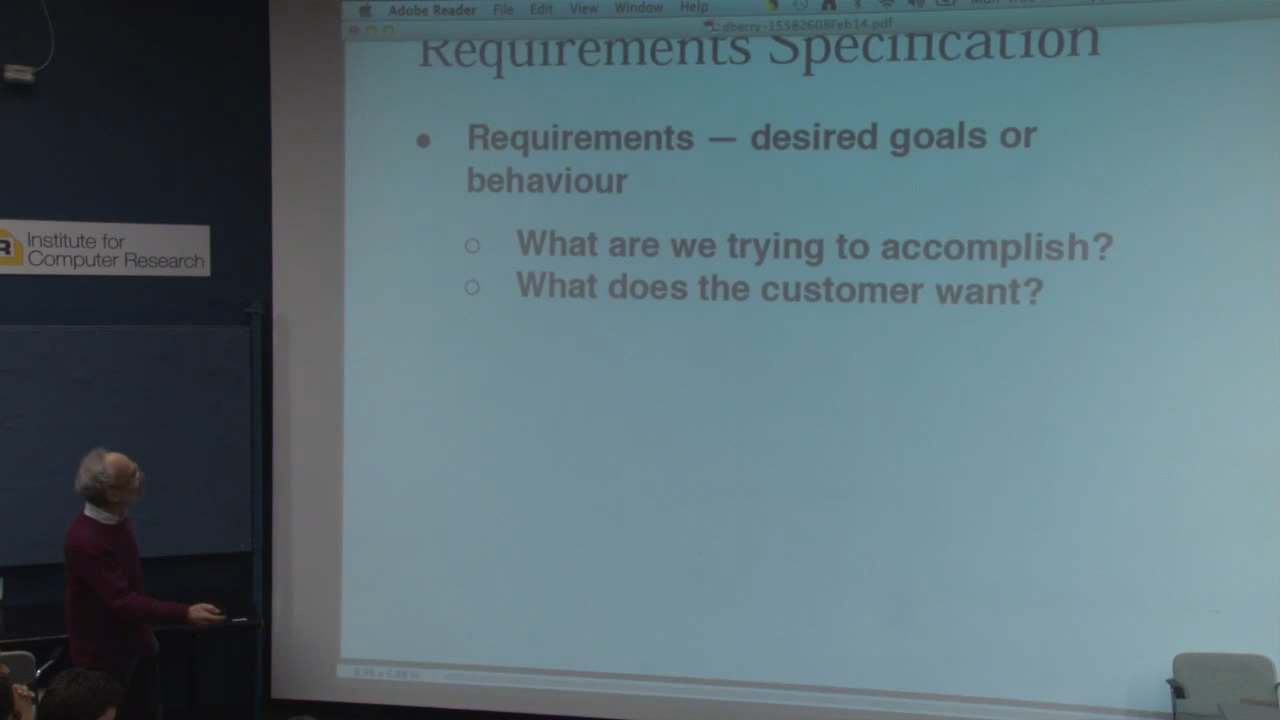 Adobe Reader File Edit View Window Help
dberry-15582608Feb14.pdf
Requirements Specification
● Requirements — desired goals or
behaviour
○ What are we trying to accomplish?
○ What does the customer want?
R Institute for
Computer Research